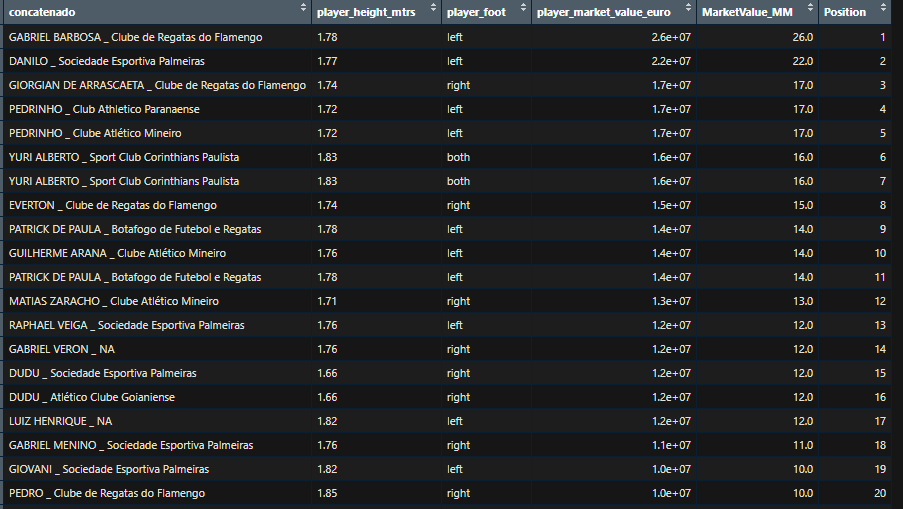 concatenado player_height_mtrs player_foot player_market_value_euro MarketValue_MM Position
GABRIEL BARBOSA _ Clube de Regatas do Flamengo 1.78 left 2.6e+07 26.0 1
DANILO _ Sociedade Esportiva Palmeiras 1.77 left 2.2e+07 22.0 2
GIORGIAN DE ARRASCAETA _ Clube de Regatas do Flamengo 1.74 right 1.7e+07 17.0 3
PEDRINHO _ Club Athletico Paranaense 1.72 left 1.7e+07 17.0 4
PEDRINHO _ Clube Atlético Mineiro 1.72 left 1.7e+07 17.0 5
YURI ALBERTO _ Sport Club Corinthians Paulista 1.83 both 1.6e+07 16.0 6
YURI ALBERTO _ Sport Club Corinthians Paulista 1.83 both 1.6e+07 16.0 7
EVERTON _ Clube de Regatas do Flamengo 1.74 right 1.5e+07 15.0 8
PATRICK DE PAULA _ Botafogo de Futebol e Regatas 1.78 left 1.4e+07 14.0 9
GUILHERME ARANA _ Clube Atlético Mineiro 1.76 left 1.4e+07 14.0 10
PATRICK DE PAULA _ Botafogo de Futebol e Regatas 1.78 left 1.4e+07 14.0 11
MATIAS ZARACHO _ Clube Atlético Mineiro 1.71 right 1.3e+07 13.0 12
RAPHAEL VEIGA _ Sociedade Esportiva Palmeiras 1.76 left 1.2e+07 12.0 13
GABRIEL VERON _ NA 1.76 right 1.2e+07 12.0 14
DUDU _ Sociedade Esportiva Palmeiras 1.66 right 1.2e+07 12.0 15
DUDU _ Atlético Clube Goianiense 1.66 right 1.2e+07 12.0 16
LUIZ HENRIQUE _ NA 1.82 left 1.2e+07 12.0 17
GABRIEL MENINO _ Sociedade Esportiva Palmeiras 1.76 right 1.1e+07 11.0 18
GIOVANI _ Sociedade Esportiva Palmeiras 1.82 left 1.0e+07 10.0 19
PEDRO _ Clube de Regatas do Flamengo 1.85 right 1.0e+07 10.0 20